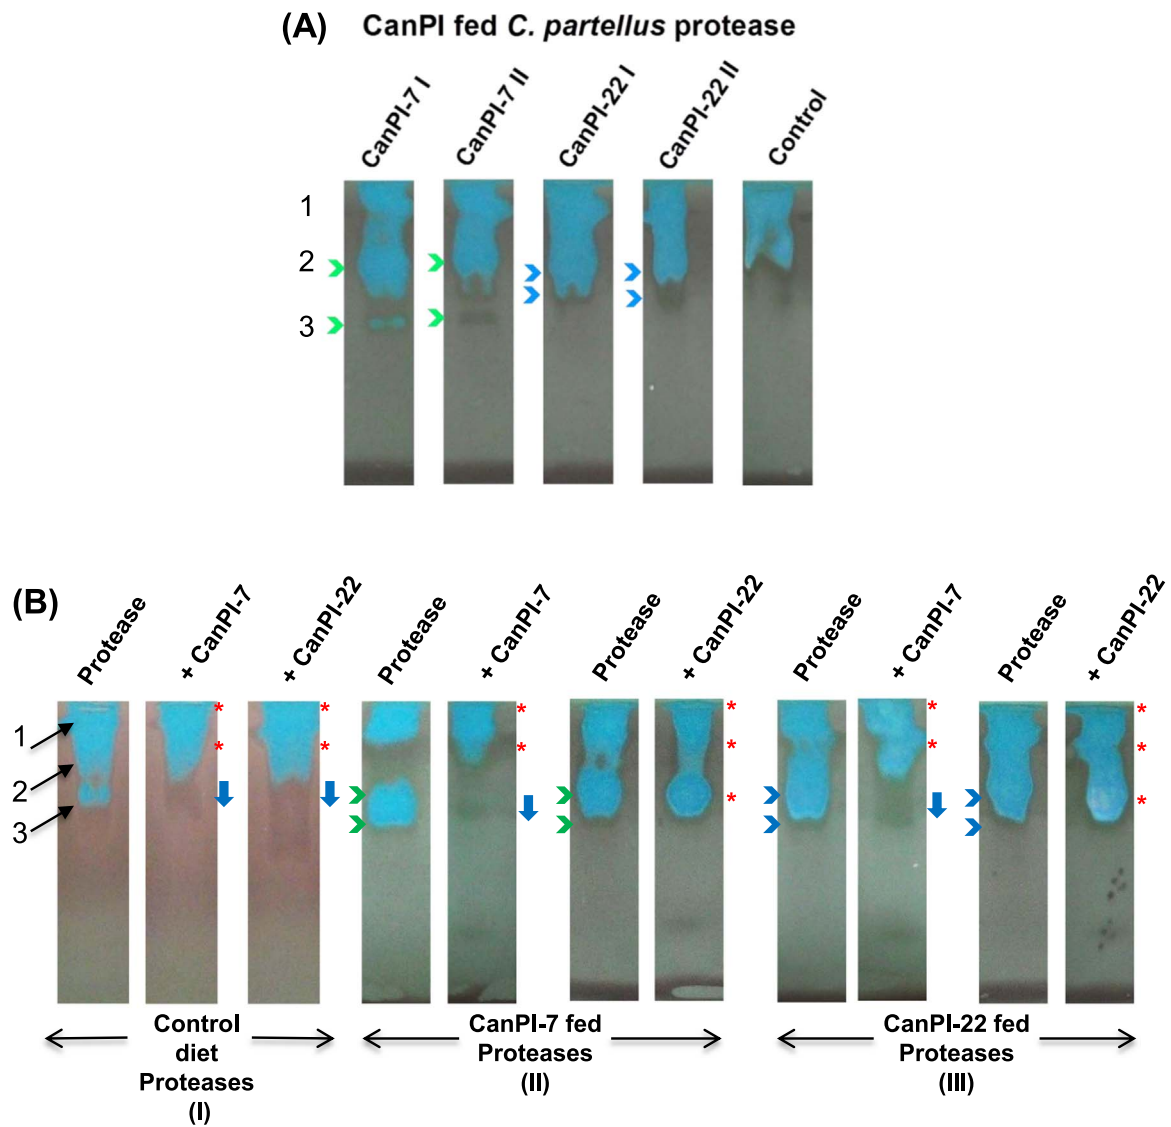 (A) CanPI fed C. partellus protease
CanPI-7 I
CanPI-7 II
CanPI-22 I
CanPI-22 II
Control
1
2
3
(B)
Protease
+ CanPI-7
+ CanPI-22
Protease
+ CanPI-7
Protease
+ CanPI-22
Protease
+ CanPI-7
Protease
+ CanPI-22
1
2
3
*
*
*
*
*
*
*
*
*
*
*
*
*
*
Control
diet
Proteases
(I)
CanPI-7 fed
Proteases
(II)
CanPI-22 fed
Proteases
(III)